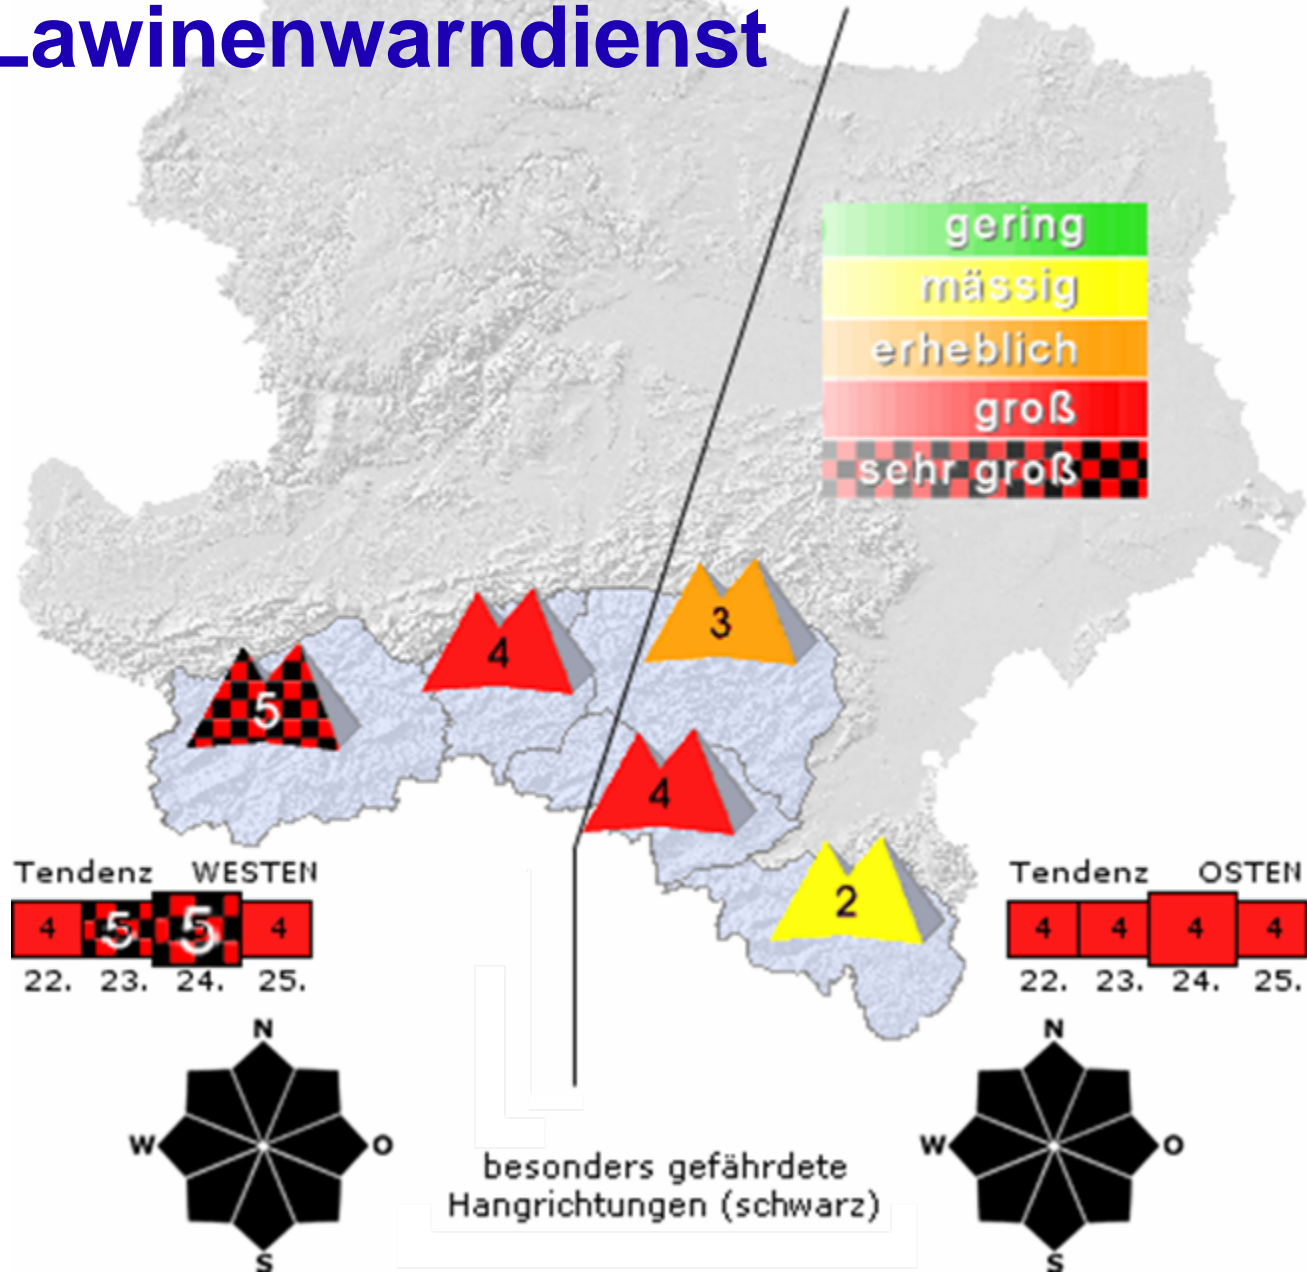 Lawinenwarndienst
gering
mässig
erheblich
groß
sehr groß
3
4
5
4
2
Tendenz WESTEN
4 5 5 4
22. 23. 24. 25.
Tendenz OSTEN
4 4 4 4
22. 23. 24. 25.
N
W O
S
N
W O
S
besonders gefährdete
Hangrichtungen (schwarz)